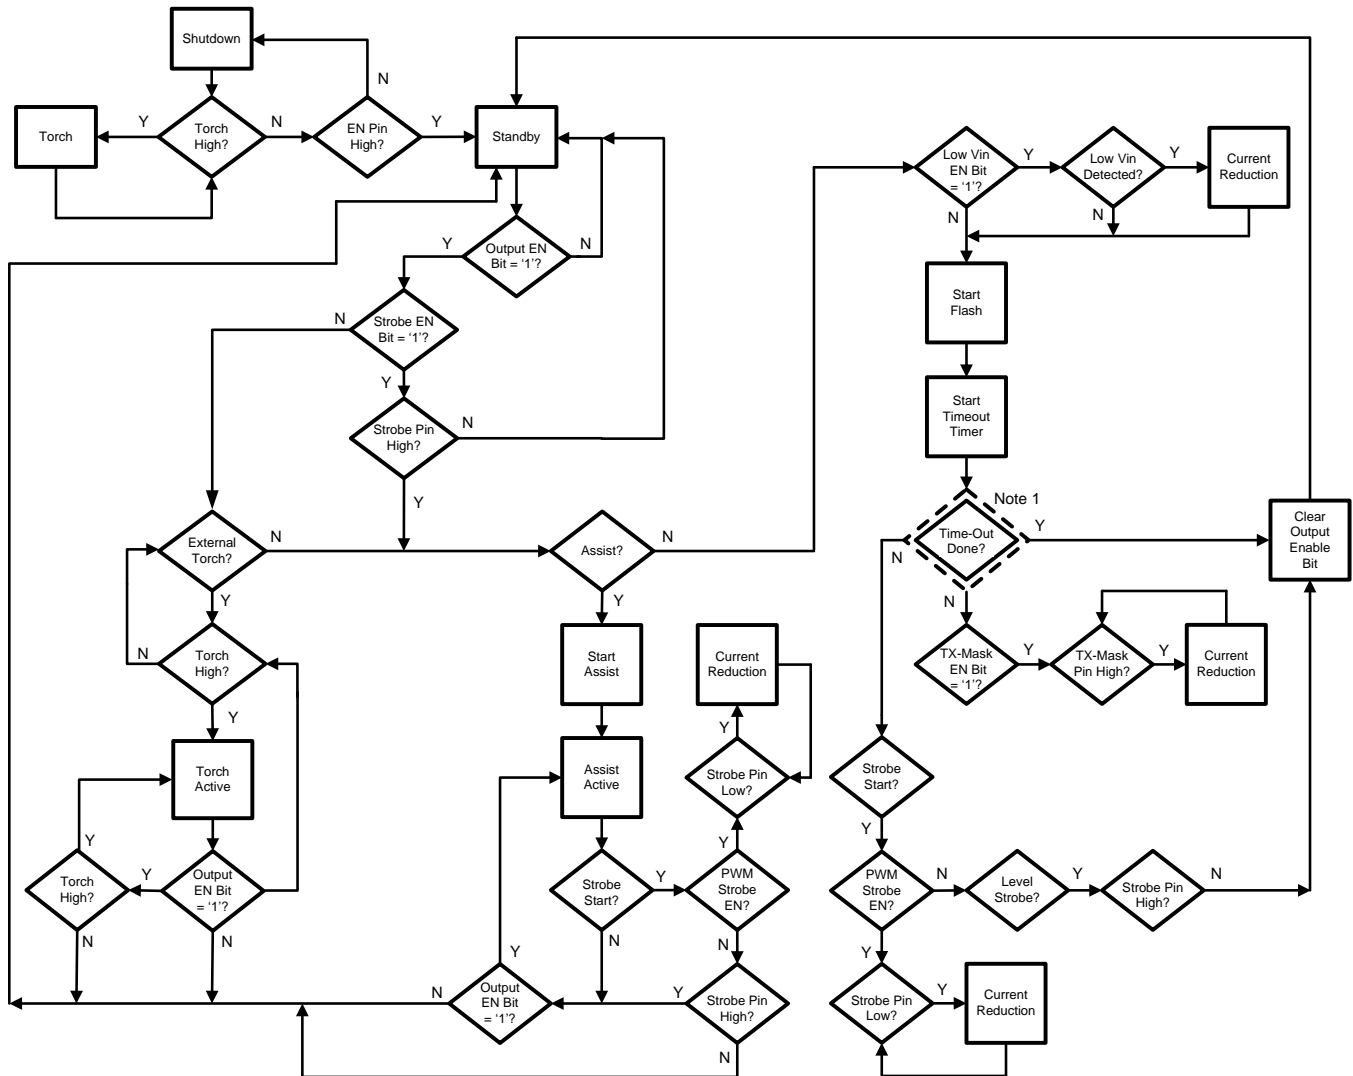 Shutdown
N
Torch
Y
Torch
High?
N
EN Pin
High?
Y
Standby
Low Vin
EN Bit
= ‘1’?
Y
Low Vin
Detected?
Y
Current
Reduction
N
N
Y
Output EN
Bit = ‘1’?
N
Start
Flash
N
Strobe EN
Bit = ‘1’?
Y
Start
Timeout
Timer
Strobe Pin
High?
N
Y
Note 1
External
Torch?
N
Assist?
N
Time-Out
Done?
Y
N
Clear
Output
Enable
Bit
Y
Y
N
N
Torch
High?
Start
Assist
Current
Reduction
TX-Mask
EN Bit
= ‘1’?
Y
TX-Mask
Pin High?
Y
Current
Reduction
Y
Y
Torch
Active
Assist
Active
Strobe Pin
Low?
Strobe
Start?
Y
Y
Y
Torch
High?
Y
Output
EN Bit
= ‘1’?
Strobe
Start?
Y
PWM
Strobe
EN?
PWM
Strobe
EN?
N
Level
Strobe?
Y
Strobe Pin
High?
N
N
N
Y
N
N
Y
N
Output
EN Bit
= ‘1’?
Y
Strobe Pin
High?
Strobe Pin
Low?
Y
Current
Reduction
N